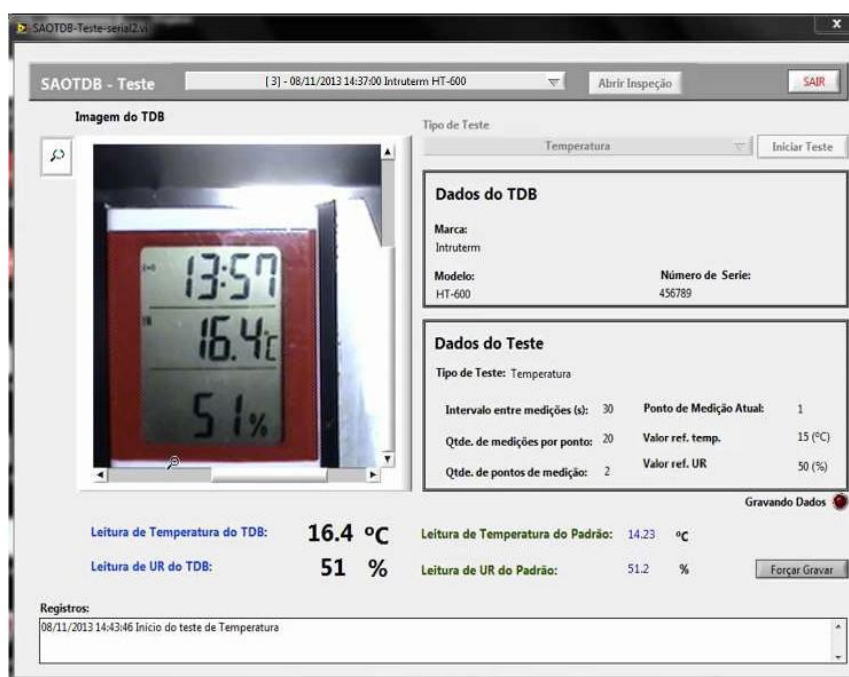 SAOTDB-Teste-serial2.vi
x
SAOTDB - Teste
[ 3] - 08/11/2013 14:37:00 Intruterm HT-600
Abrir Inspeção
SAIR
Imagem do TDB
13:57
IN
16.4°C
51%
Tipo de Teste
Temperatura
Iniciar Teste
Dados do TDB
Marca:
Intruterm
Modelo: Número de Serie:
HT-600 456789
Dados do Teste
Tipo de Teste: Temperatura
Intervalo entre medições (s): 30 Ponto de Medição Atual: 1
Qtde. de medições por ponto: 20 Valor ref. temp. 15 (ºC)
Qtde. de pontos de medição: 2 Valor ref. UR 50 (%)
Gravando Dados
Leitura de Temperatura do TDB: 16.4 ºC Leitura de Temperatura do Padrão: 14.23 ºC
Leitura de UR do TDB: 51 % Leitura de UR do Padrão: 51.2 % Forçar Gravar
Registros:
08/11/2013 14:43:46 Início do teste de Temperatura